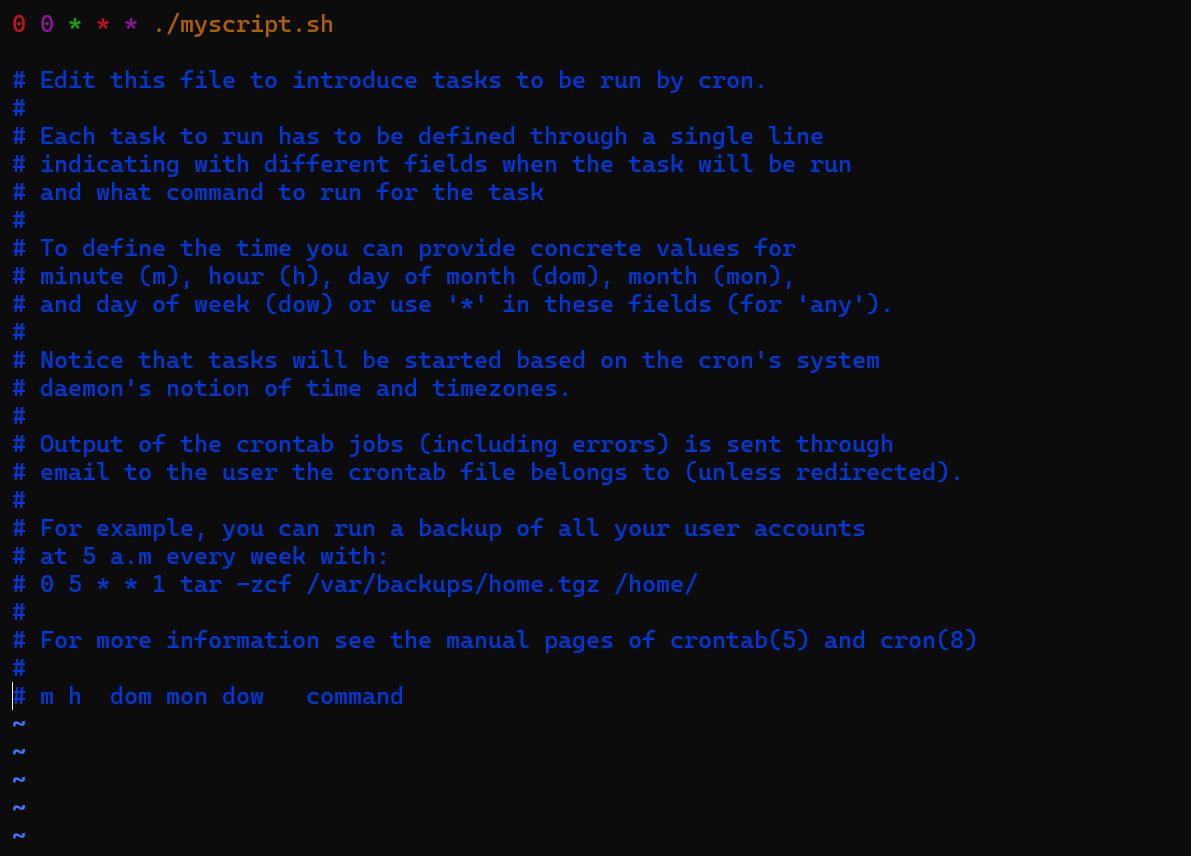 0 0 * * * ./myscript.sh

# Edit this file to introduce tasks to be run by cron.
#
# Each task to run has to be defined through a single line
# indicating with different fields when the task will be run
# and what command to run for the task
#
# To define the time you can provide concrete values for
# minute (m), hour (h), day of month (dom), month (mon),
# and day of week (dow) or use '*' in these fields (for 'any').
#
# Notice that tasks will be started based on the cron's system
# daemon's notion of time and timezones.
#
# Output of the crontab jobs (including errors) is sent through
# email to the user the crontab file belongs to (unless redirected).
#
# For example, you can run a backup of all your user accounts
# at 5 a.m every week with:
# 0 5 * * 1 tar -zcf /var/backups/home.tgz /home/
#
# For more information see the manual pages of crontab(5) and cron(8)
#
# m h  dom mon dow   command
~
~
~
~
~